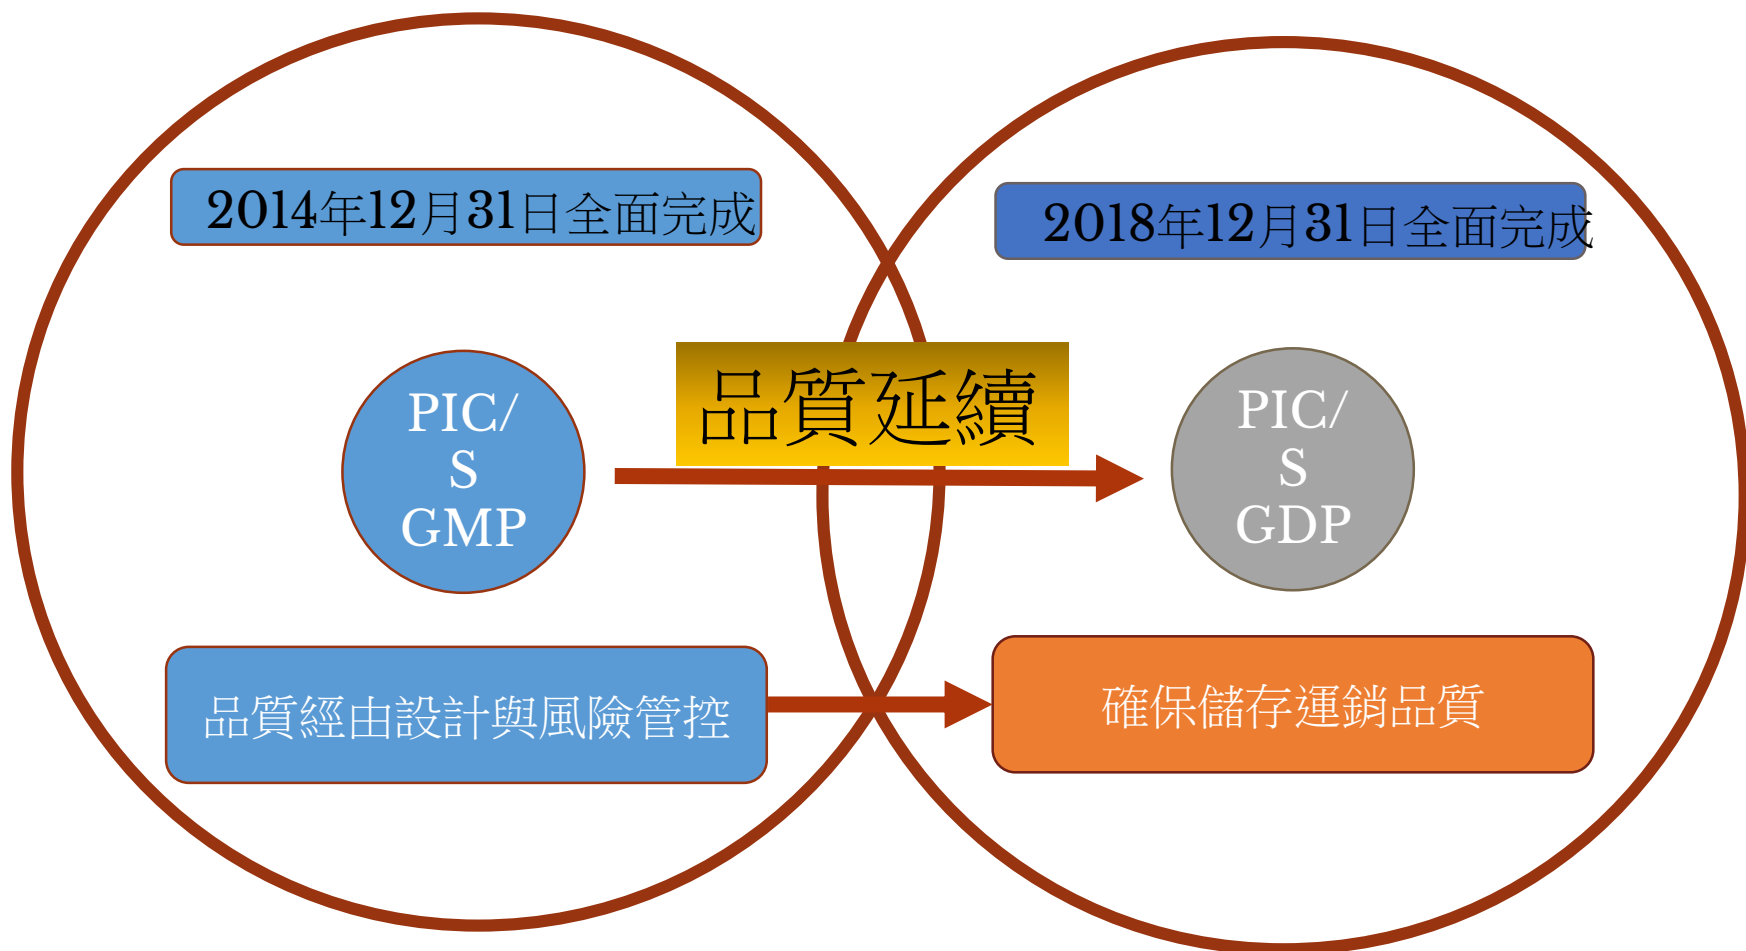 2014年12月31日全面完成
2018年12月31日全面完成
品質延續
PIC/
S
GMP
PIC/
S
GDP
品質經由設計與風險管控
確保儲存運銷品質